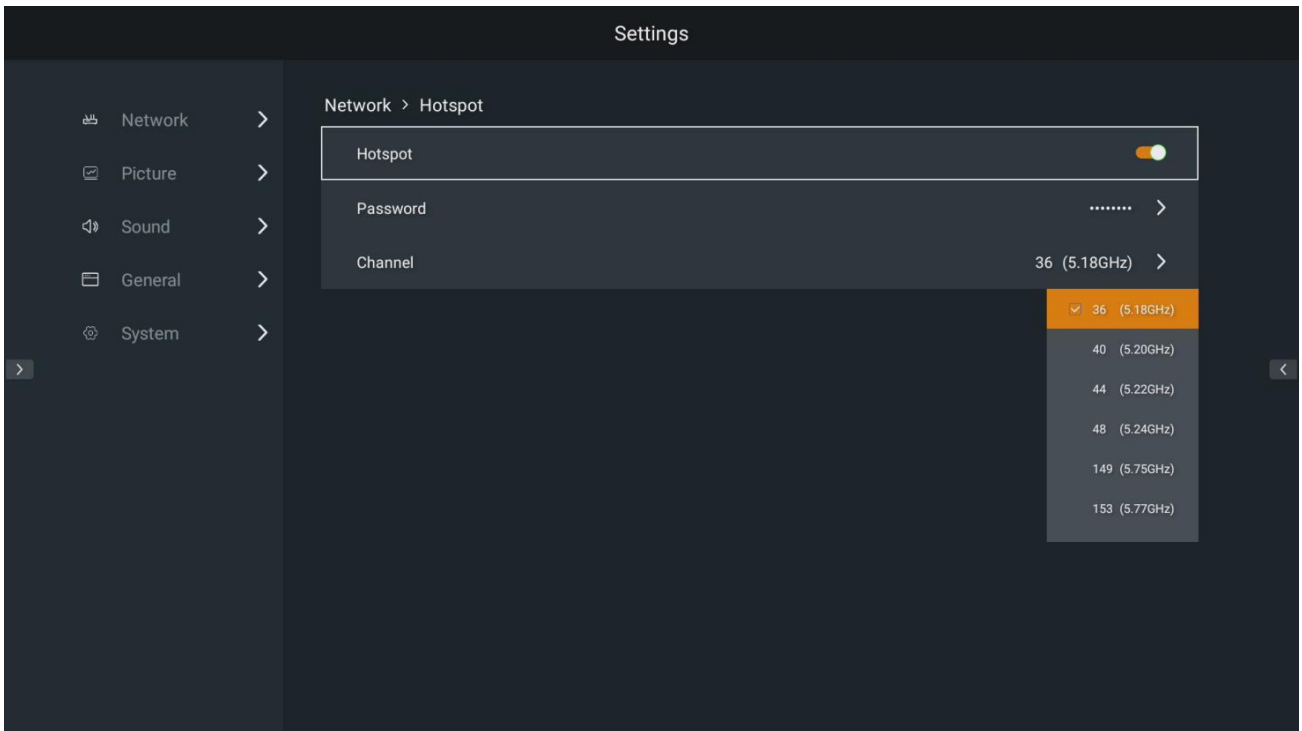 Settings
Network
Picture
Sound
General
System
Network > Hotspot
Hotspot
Password ········
Channel 36 (5.18GHz)
36 (5.18GHz)
40 (5.20GHz)
44 (5.22GHz)
48 (5.24GHz)
149 (5.75GHz)
153 (5.77GHz)